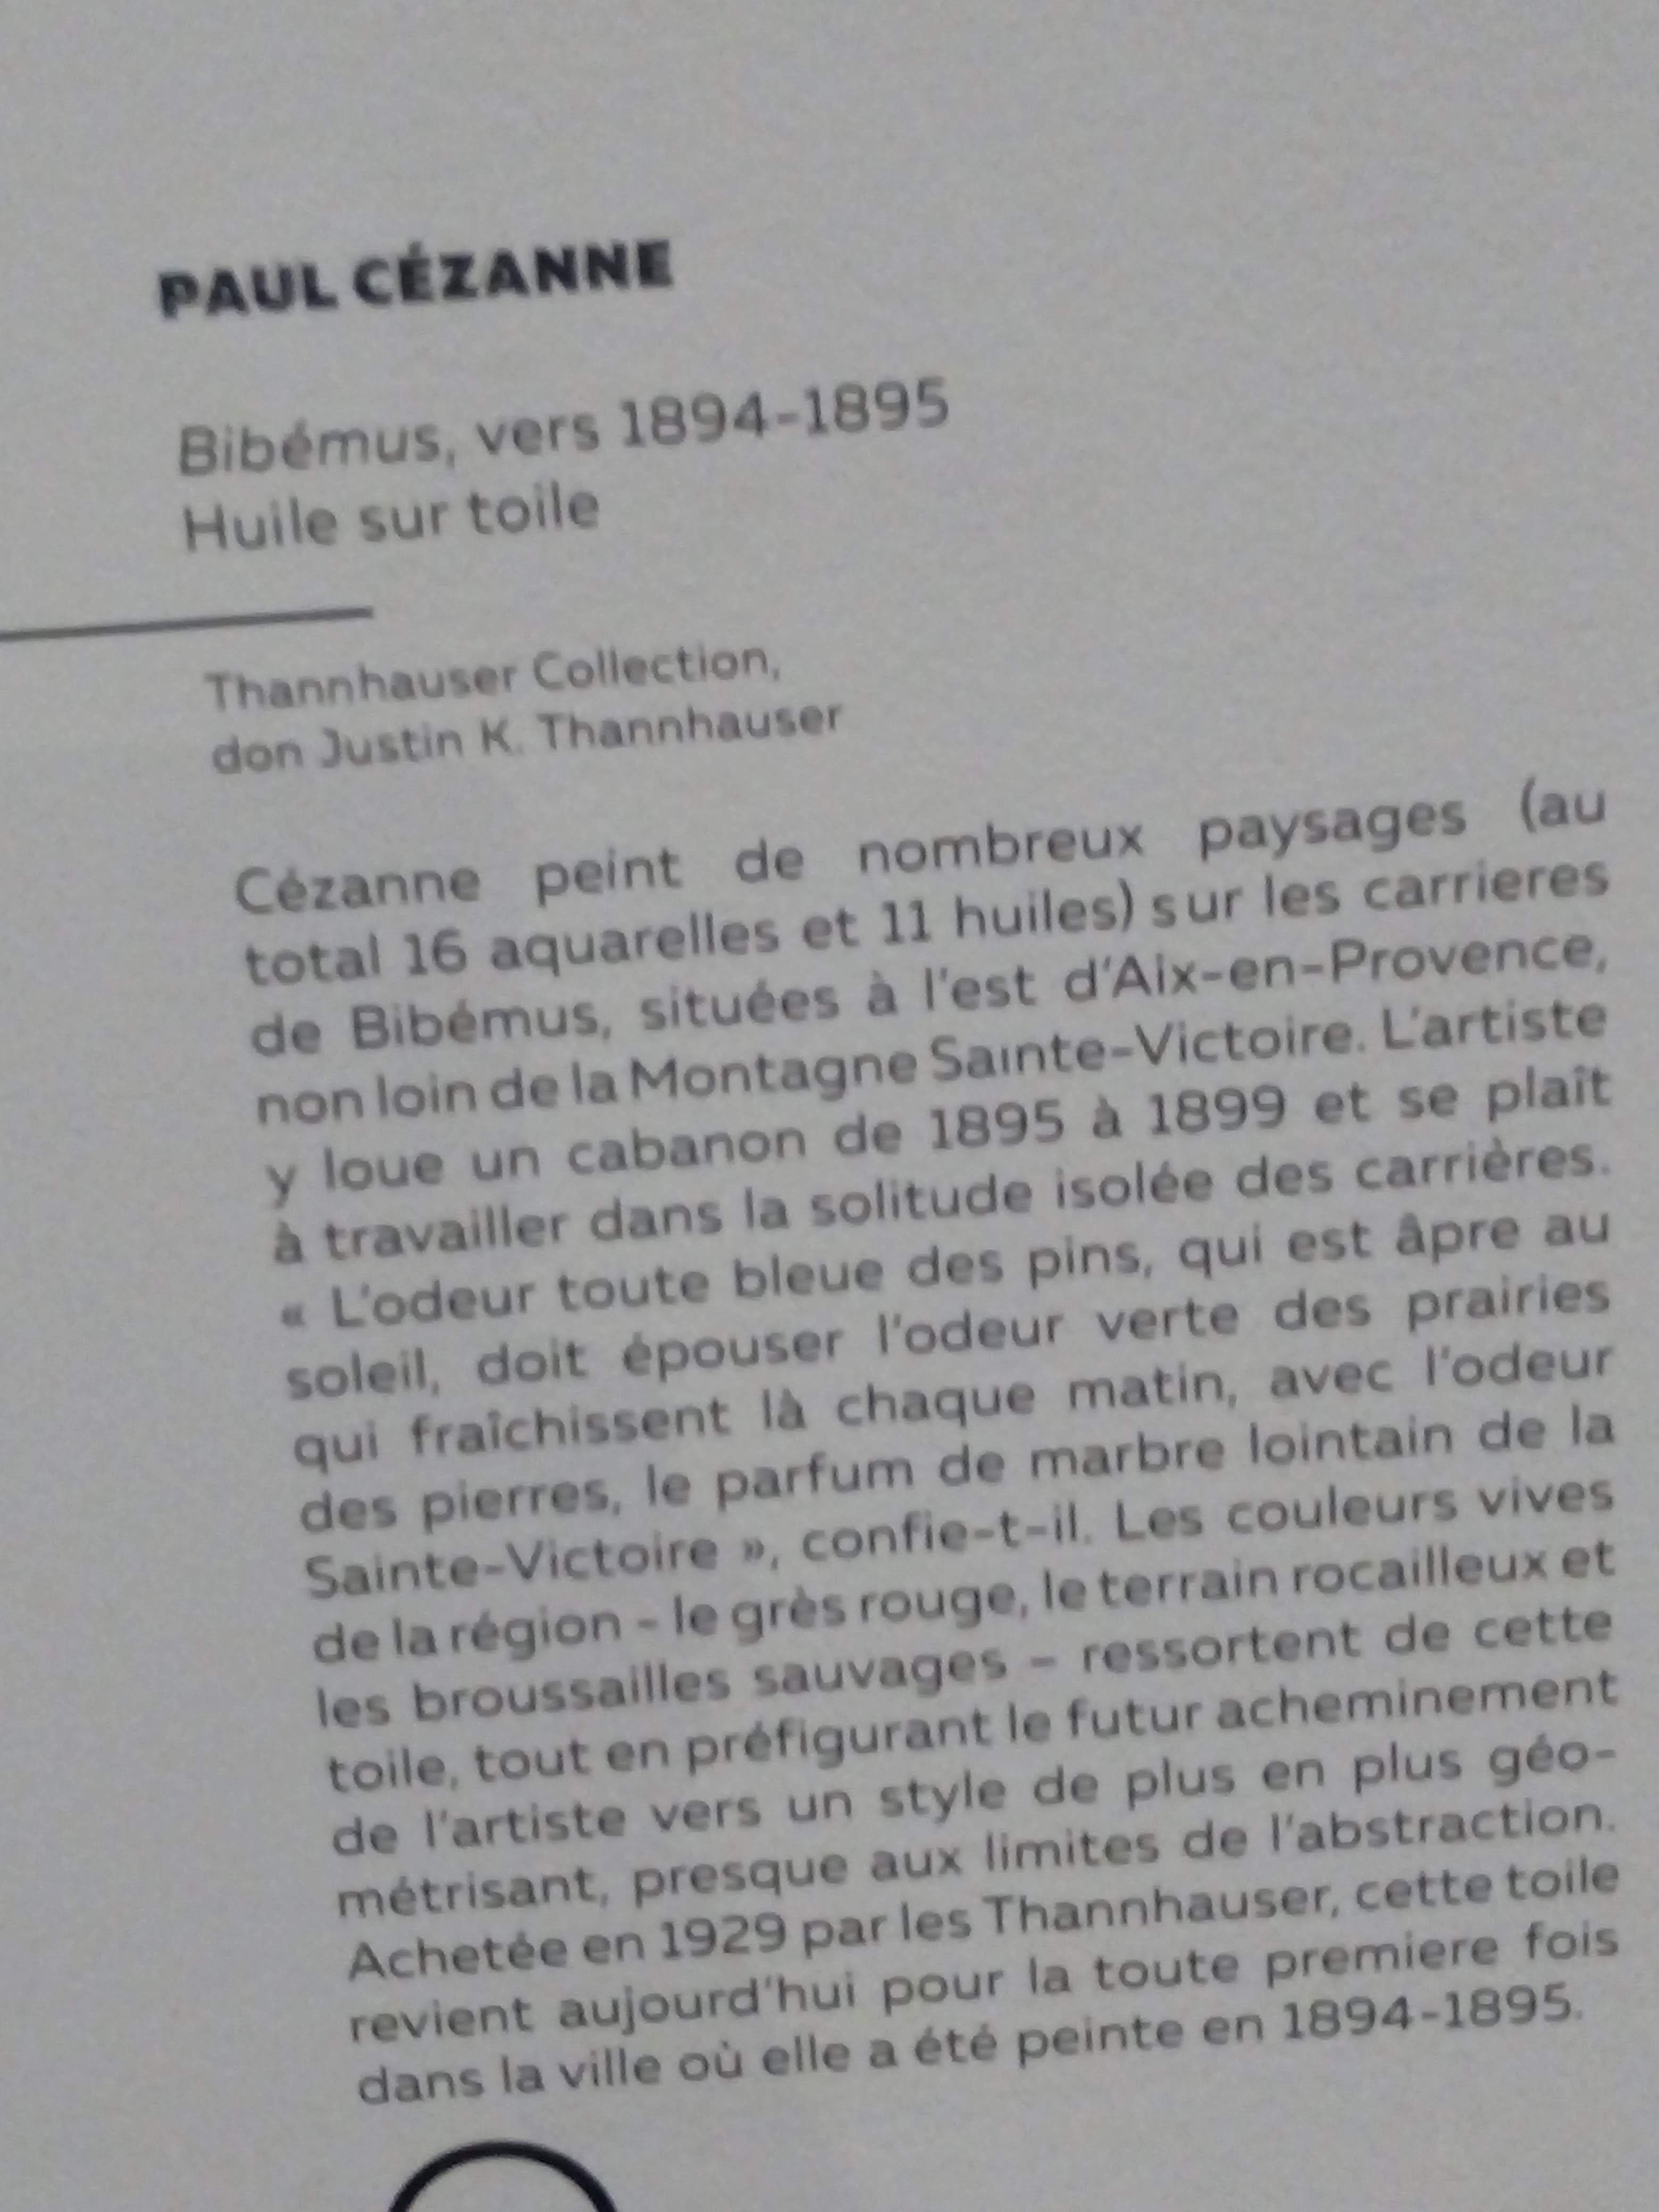 PAUL CÉZANNE
Bibémus, vers 1894-1895
Huile sur toile
Thannhauser Collection,
don Justin K. Thannhauser
Cézanne peint de nombreux paysages (au
total 16 aquarelles et 11 huiles) sur les carrieres
de Bibémus, situées à l'est d'Aix-en-Provence,
non loin de la Montagne Sainte-Victoire. L'artiste
y loue un cabanon de 1895 à 1899 et se plaît
à travailler dans la solitude isolée des carrières.
« L'odeur toute bleue des pins, qui est âpre au
soleil, doit épouser l'odeur verte des prairies
qui fraîchissent là chaque matin, avec l'odeur
des pierres, le parfum de marbre lointain de la
Sainte-Victoire », confie-t-il. Les couleurs vives
de la région - le grès rouge, le terrain rocailleux et
les broussailles sauvages – ressortent de cette
toile, tout en préfigurant le futur acheminement
de l'artiste vers un style de plus en plus géo-
métrisant, presque aux limites de l'abstraction.
Achetée en 1929 par les Thannhauser, cette toile
revient aujourd'hui pour la toute premiere fois
dans la ville où elle a été peinte en 1894-1895.